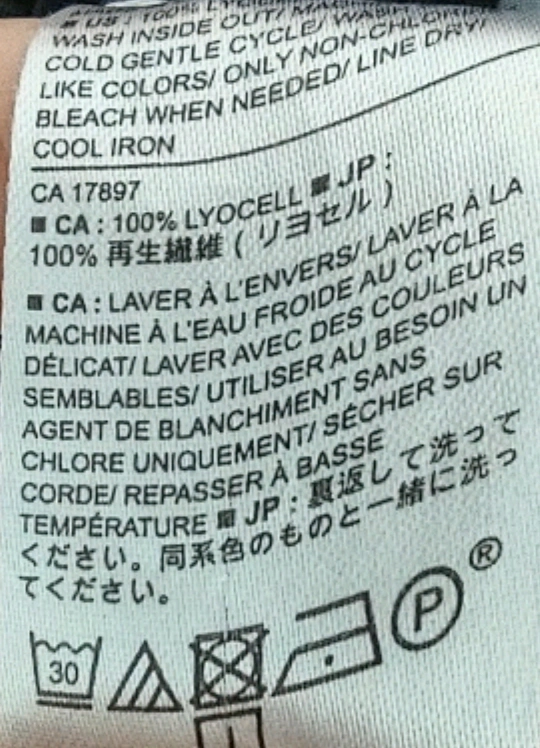 ■ US : 100% LYOCELL
WASH INSIDE OUT/ MACHINE
COLD GENTLE CYCLE/ WASH
LIKE COLORS/ ONLY NON-CHLORINE
BLEACH WHEN NEEDED/ LINE DRY/
COOL IRON
CA 17897
■ CA : 100% LYOCELL ■ JP :
100% 再生繊維 ( リヨセル )
■ CA : LAVER À L'ENVERS/ LAVER À LA
MACHINE À L'EAU FROIDE AU CYCLE
DÉLICAT/ LAVER AVEC DES COULEURS
SEMBLABLES/ UTILISER AU BESOIN UN
AGENT DE BLANCHIMENT SANS
CHLORE UNIQUEMENT/ SÉCHER SUR
CORDE/ REPASSER À BASSE
TEMPÉRATURE ■ JP : 裏返して洗って
ください。同系色のものと一緒に洗っ
てください。
30 P ®